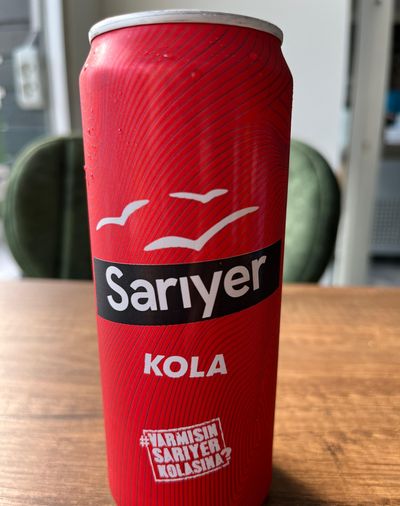 Sarıyer
KOLA
#VARMISIN
SARIYER
KOLASINA?